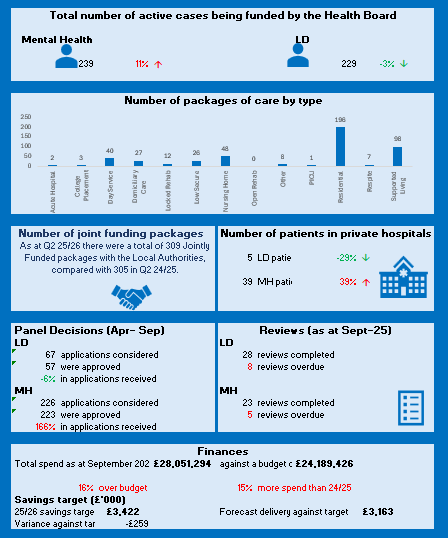 Total number of active cases being funded by the Health Board
Mental Health
LD
239 11% ↑
229 -3% ↓
Number of packages of care by type
250
200
150
100
50
0
2 3 40 27 12 26 48 0 8 1 196 7 98
Acute Hospital
College Placement
Day Service
Domiciliary Care
Locked Rehab
Low Secure
Nursing Home
Open Rehab
Other
PICU
Residential
Respite
Supported Living
Number of joint funding packages
As at Q2 25/26 there were a total of 309 Jointly
Funded packages with the Local Authorities,
compared with 305 in Q2 24/25.
Number of patients in private hospitals
5 LD patie -29% ↓
39 MH patie 39% ↑
Panel Decisions (Apr- Sep)
LD
67 applications considered
57 were approved
-6% in applications received
MH
226 applications considered
223 were approved
166% in applications received
Reviews (as at Sept-25)
LD
28 reviews completed
8 reviews overdue
MH
23 reviews completed
5 reviews overdue
Finances
Total spend as at September 202 £28,051,294 against a budget o £24,189,426
16% over budget 15% more spend than 24/25
Savings target (£'000)
25/26 savings targe £3,422 Forecast delivery against target £3,163
Variance against tar -£259